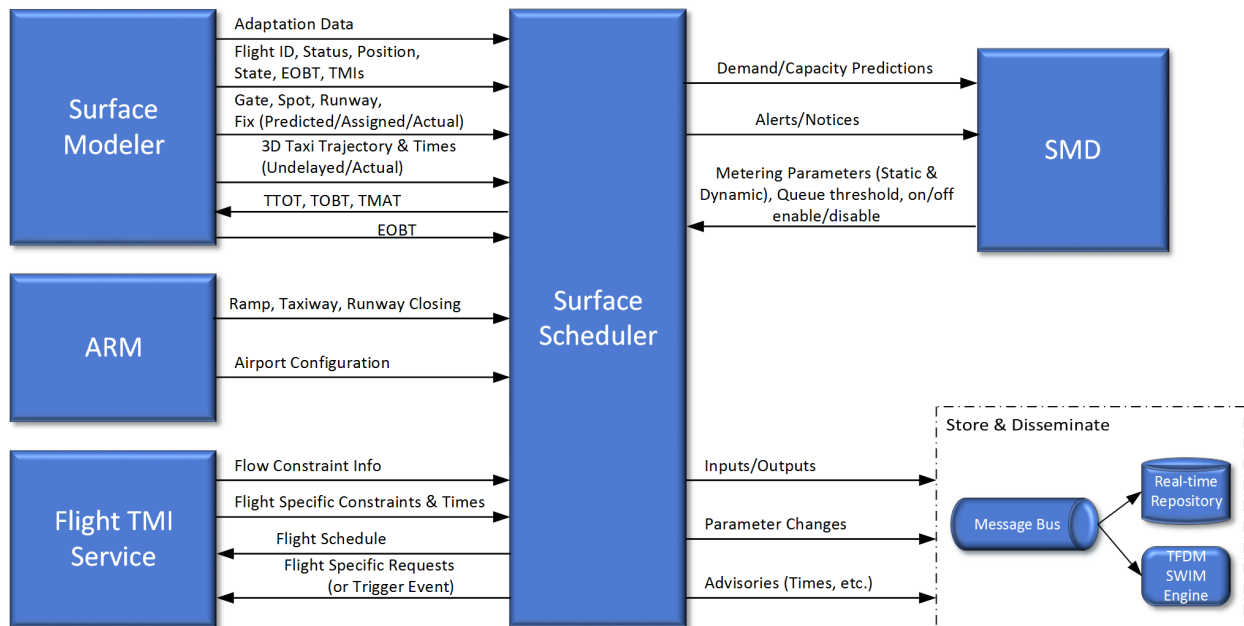 Surface
Modeler
Adaptation Data
Flight ID, Status, Position,
State, EOBT, TMIs
Gate, Spot, Runway,
Fix (Predicted/Assigned/Actual)
3D Taxi Trajectory & Times
(Undelayed/Actual)
TTOT, TOBT, TMAT
EOBT
ARM
Ramp, Taxiway, Runway Closing
Airport Configuration
Flight TMI
Service
Flow Constraint Info
Flight Specific Constraints & Times
Flight Schedule
Flight Specific Requests
(or Trigger Event)
Surface
Scheduler
Demand/Capacity Predictions
Alerts/Notices
Metering Parameters (Static &
Dynamic), Queue threshold, on/off
enable/disable
SMD
Inputs/Outputs
Parameter Changes
Advisories (Times, etc.)
Store & Disseminate
Message Bus
Real-time
Repository
TFDM
SWIM
Engine